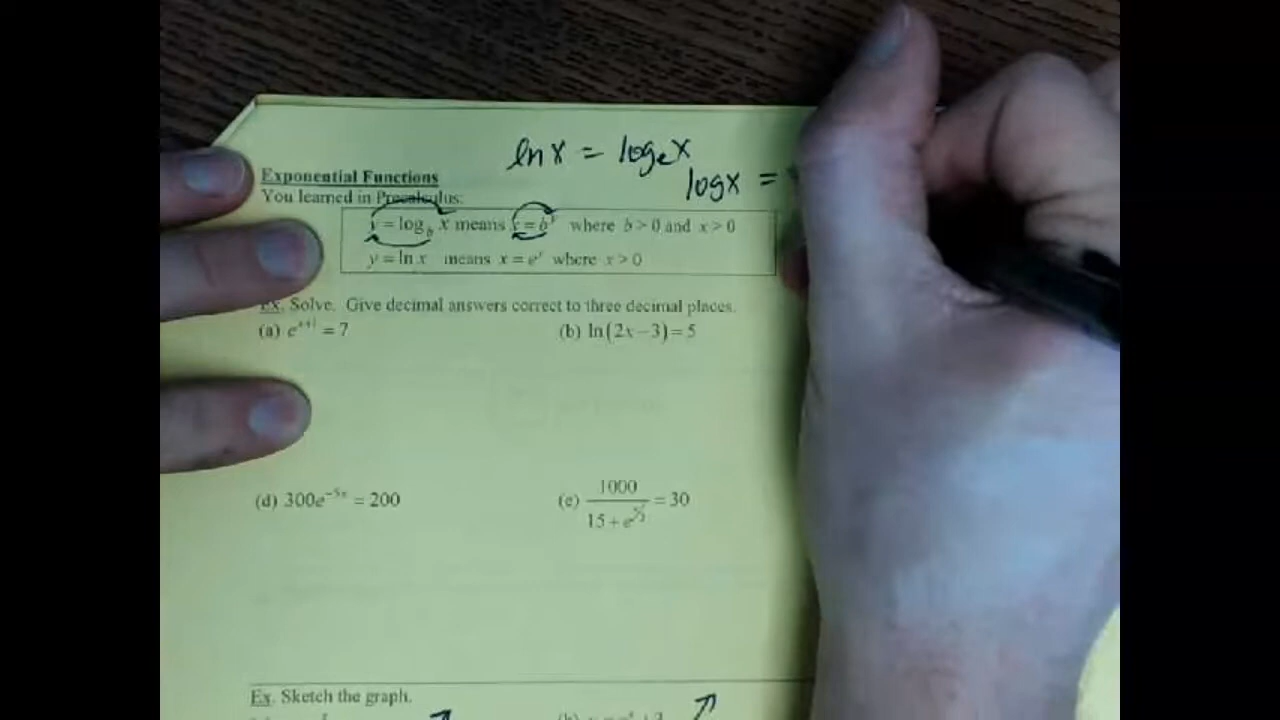 ln x = logₑx
log x =
Exponential Functions
You learned in Precalculus:
y = log_b x means x = b^y where b > 0 and x > 0
y = ln x means x = e^y where x > 0
Ex. Solve. Give decimal answers correct to three decimal places.
(a) e^(x+1) = 7 (b) ln(2x − 3) = 5
(d) 300e^(−5x) = 200 (e) 1000/(15 + e^(x/2)) = 30
Ex. Sketch the graph.